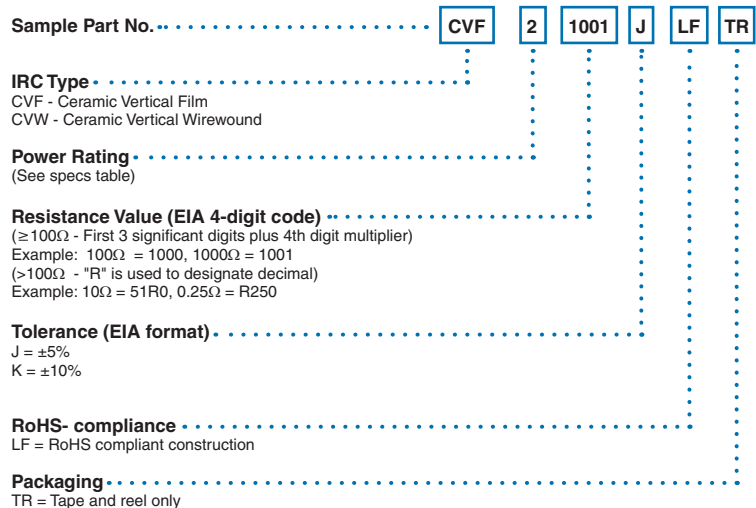 Sample Part No. CVF 2 1001 J LF TR
IRC Type
CVF - Ceramic Vertical Film
CVW - Ceramic Vertical Wirewound
Power Rating
(See specs table)
Resistance Value (EIA 4-digit code)
(≥100Ω - First 3 significant digits plus 4th digit multiplier)
Example: 100Ω = 1000, 1000Ω = 1001
(>100Ω - "R" is used to designate decimal)
Example: 10Ω = 51R0, 0.25Ω = R250
Tolerance (EIA format)
J = ±5%
K = ±10%
RoHS- compliance
LF = RoHS compliant construction
Packaging
TR = Tape and reel only